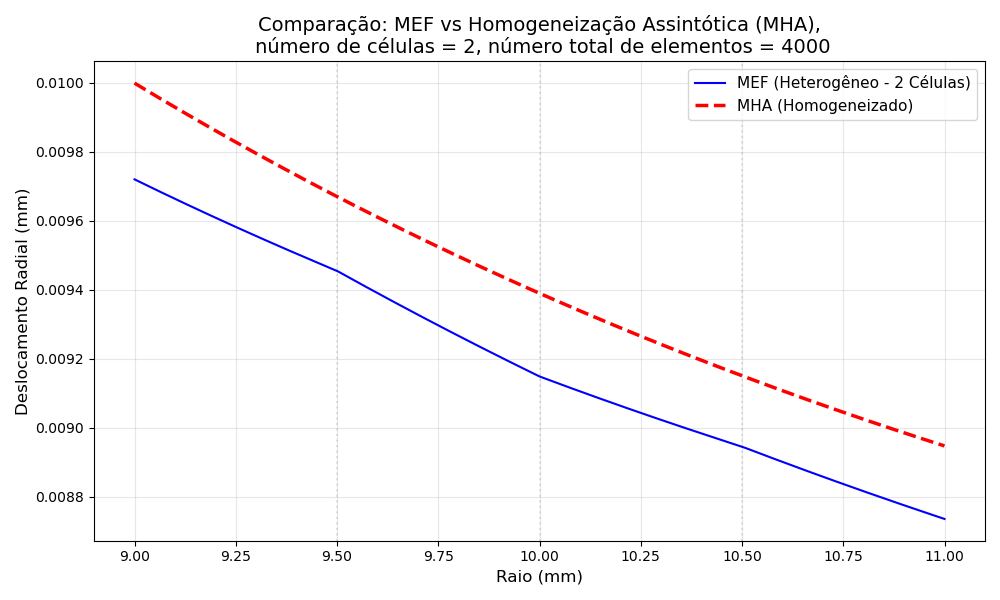 Comparação: MEF vs Homogeneização Assintótica (MHA),
número de células = 2, número total de elementos = 4000
MEF (Heterogêneo - 2 Células)
MHA (Homogeneizado)
Deslocamento Radial (mm)
0.0100
0.0098
0.0096
0.0094
0.0092
0.0090
0.0088
9.00 9.25 9.50 9.75 10.00 10.25 10.50 10.75 11.00
Raio (mm)